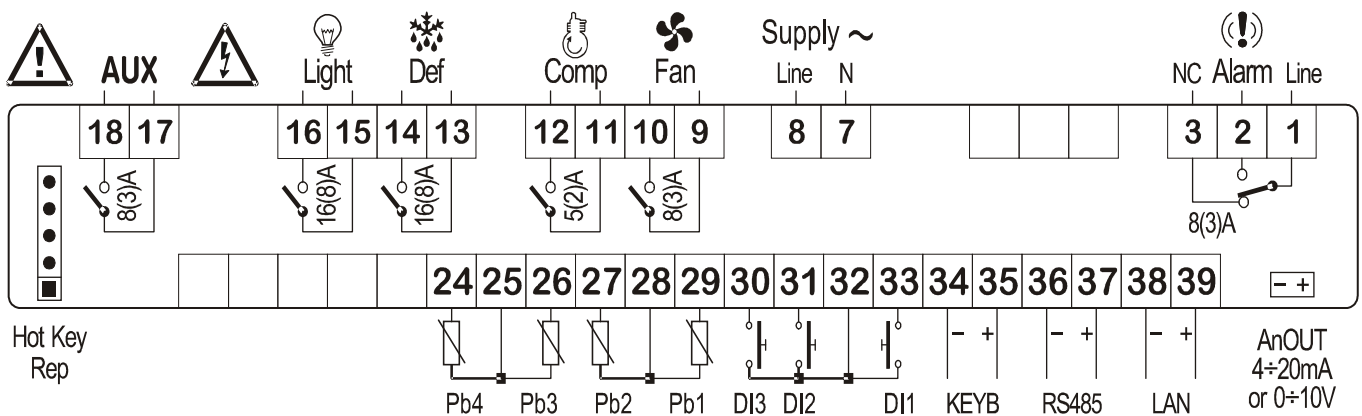 Supply ~
AUX Light Def Comp Fan Line N NC Alarm Line
18 17 16 15 14 13 12 11 10 9 8 7 3 2 1
8(3)A 16(8)A 16(8)A 5(2)A 8(3)A 8(3)A
24 25 26 27 28 29 30 31 32 33 34 35 36 37 38 39 - +
- + - + - +
Hot Key
Rep
Pb4 Pb3 Pb2 Pb1 DI3 DI2 DI1 KEYB RS485 LAN
AnOUT
4÷20mA
or 0÷10V